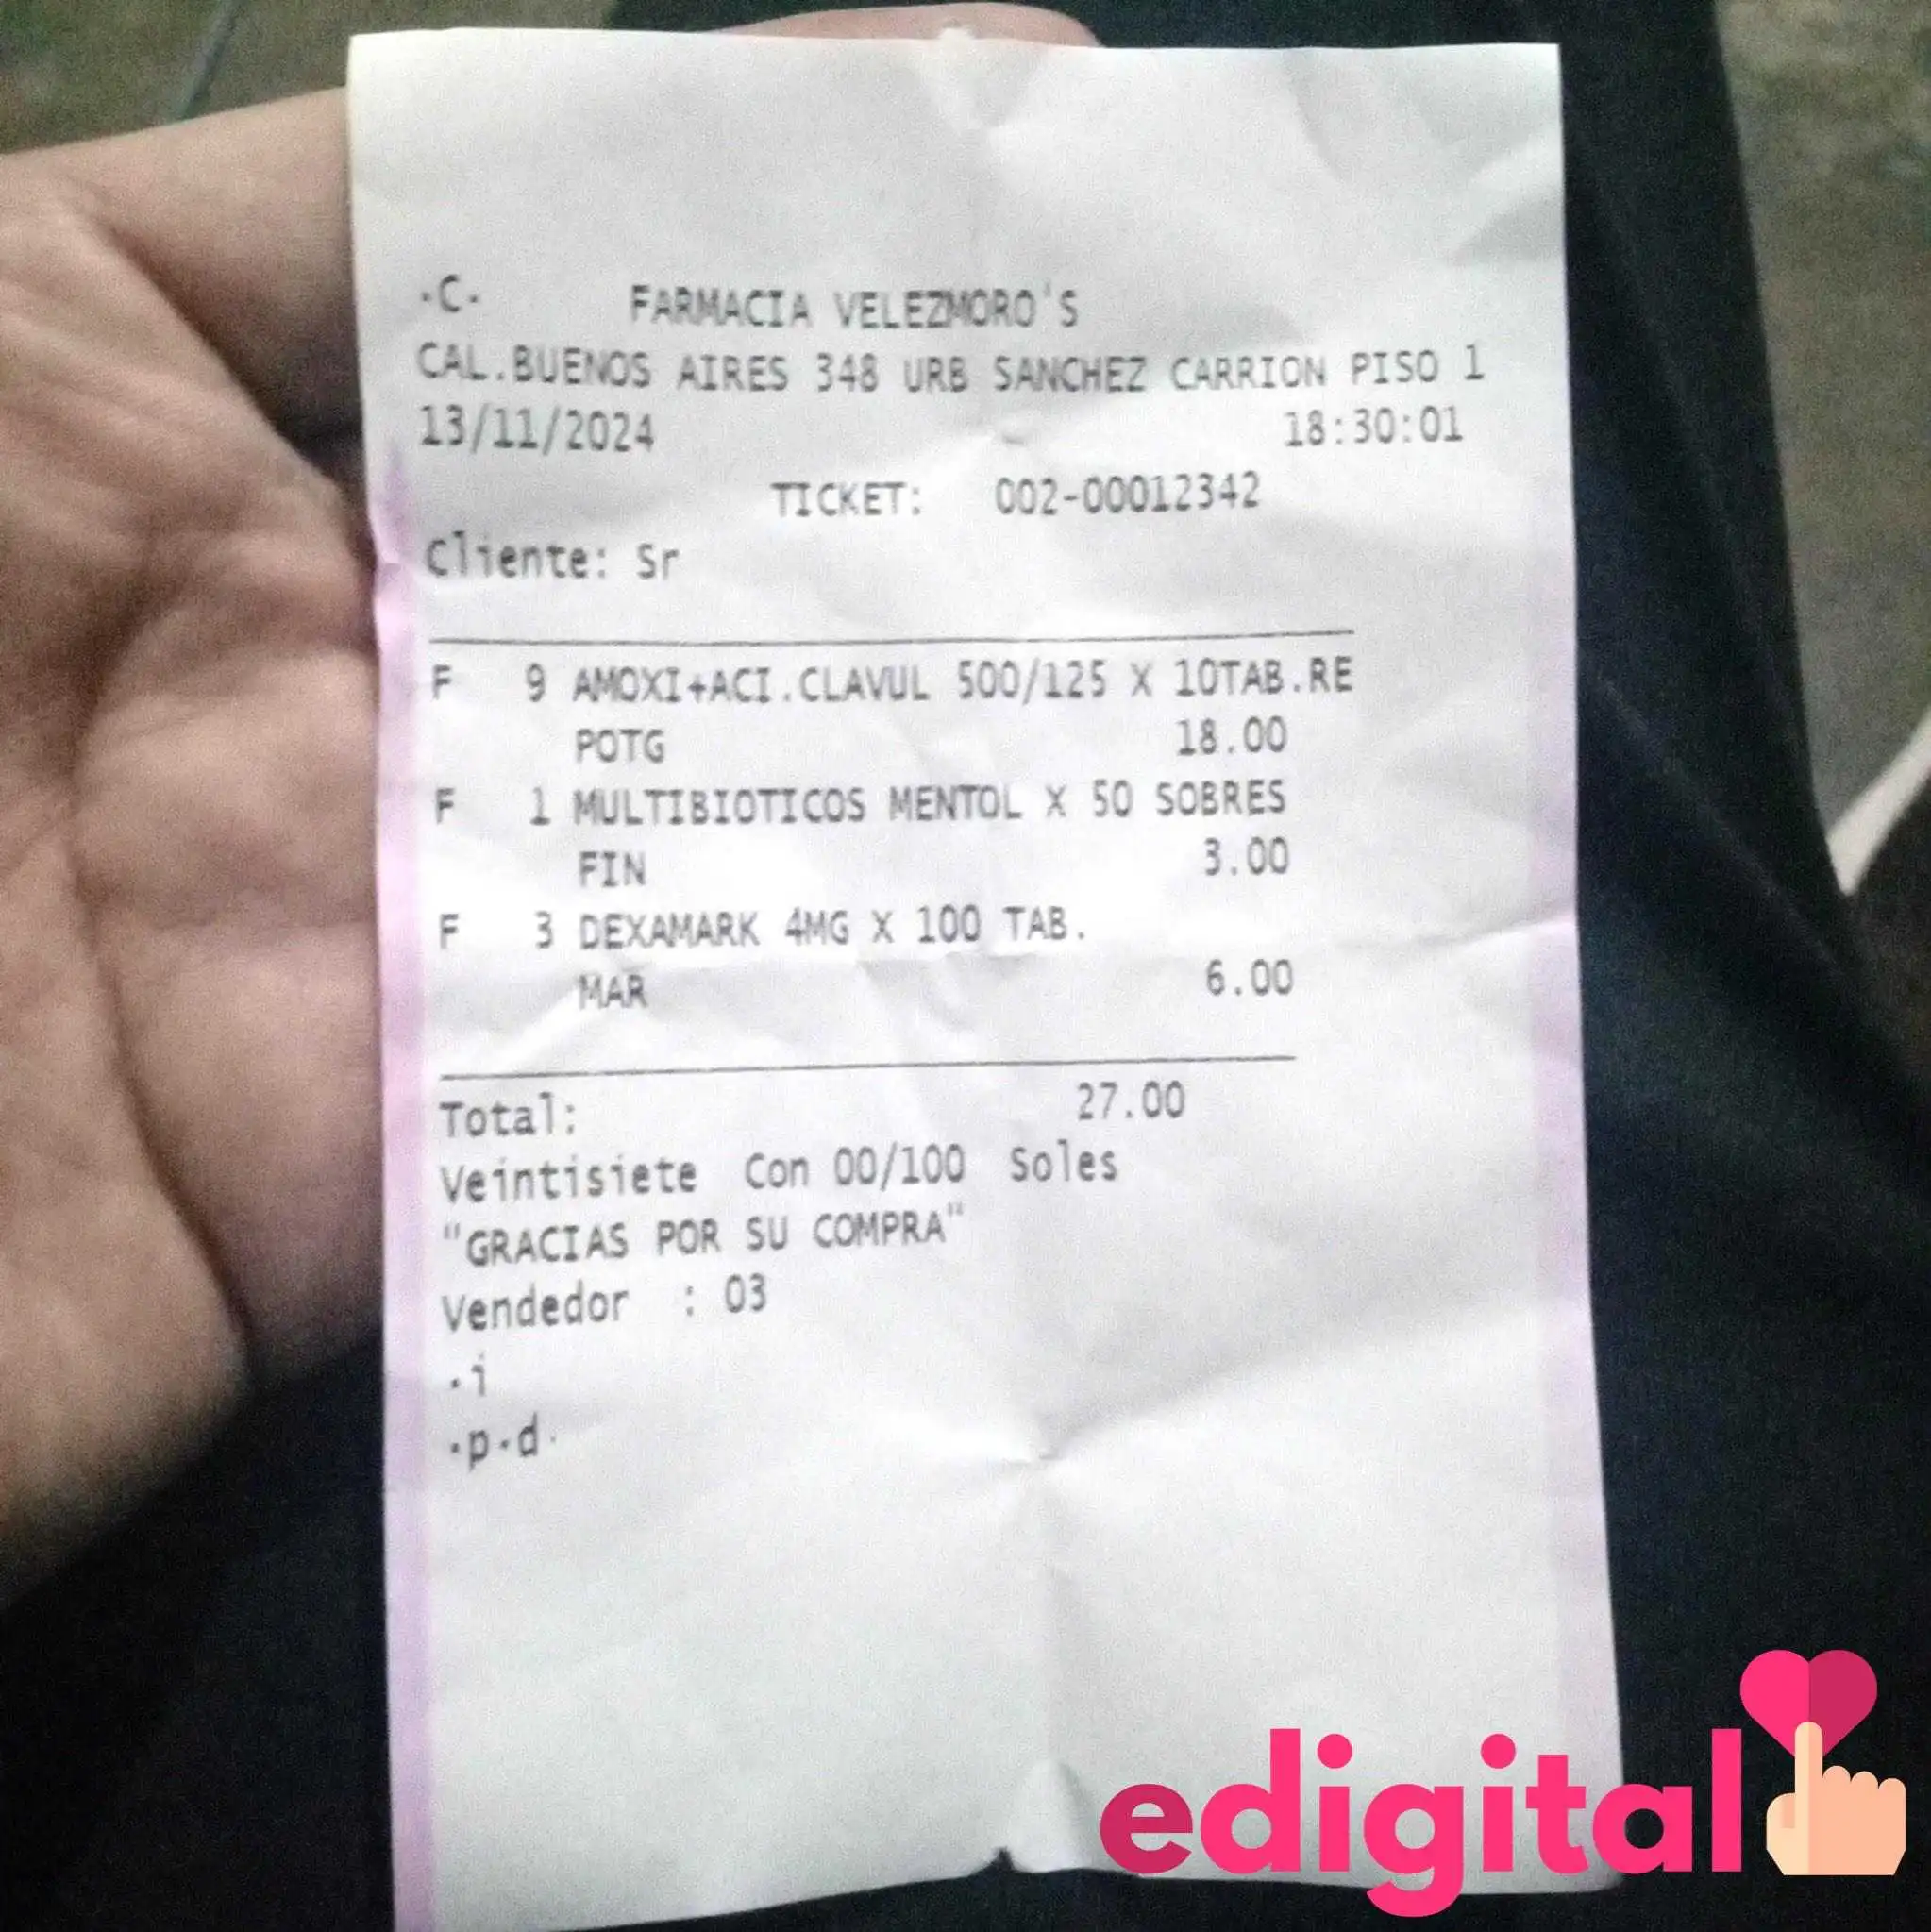 ·C· FARMACIA VELEZMORO'S
CAL.BUENOS AIRES 348 URB SANCHEZ CARRION PISO 1
13/11/2024 18:30:01
TICKET: 002-00012342
Cliente: Sr
F 9 AMOXI+ACI.CLAVUL 500/125 X 10TAB.RE
POTG 18.00
F 1 MULTIBIOTICOS MENTOL X 50 SOBRES
FIN 3.00
F 3 DEXAMARK 4MG X 100 TAB.
MAR 6.00
Total: 27.00
Veintisiete Con 00/100 Soles
"GRACIAS POR SU COMPRA"
Vendedor : 03
·i
·p·d·
edigital